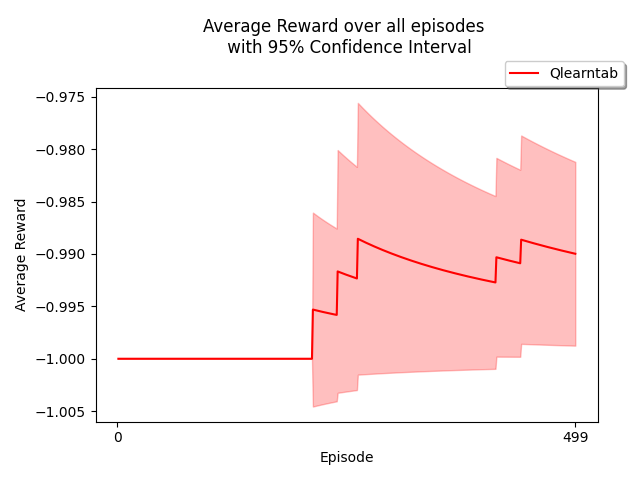 Average Reward over all episodes
with 95% Confidence Interval
Qlearntab
−0.975
−0.980
−0.985
−0.990
−0.995
−1.000
−1.005
Average Reward
0
499
Episode